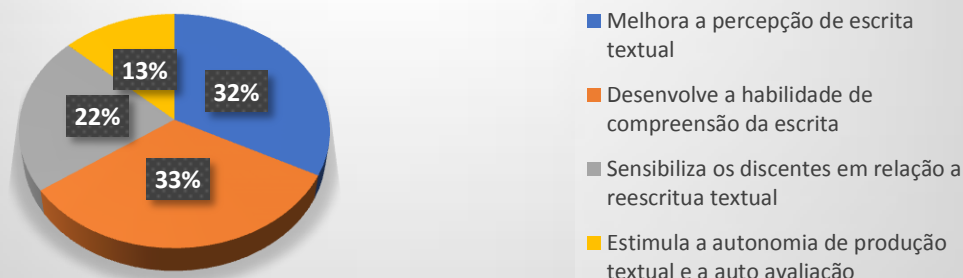 13%
32%
22%
33%
Melhora a percepção de escrita
textual
Desenvolve a habilidade de
compreensão da escrita
Sensibiliza os discentes em relação a
reescritua textual
Estimula a autonomia de produção
textual e a auto avaliação